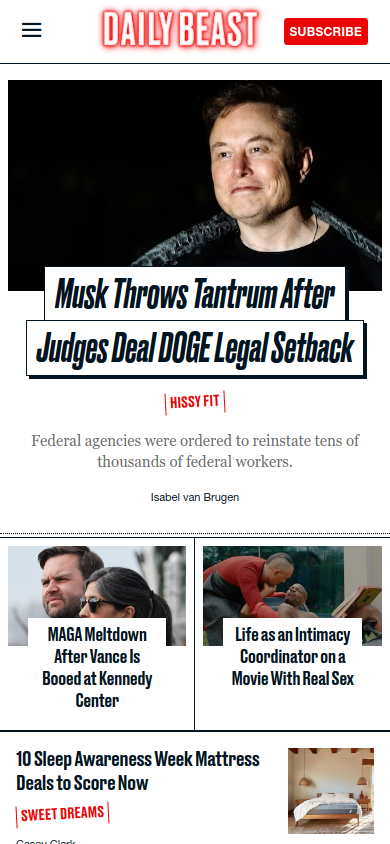 DAILY BEAST
SUBSCRIBE
Musk Throws Tantrum After
Judges Deal DOGE Legal Setback
HISSY FIT
Federal agencies were ordered to reinstate tens of
thousands of federal workers.
Isabel van Brugen
MAGA Meltdown
After Vance Is
Booed at Kennedy
Center
Life as an Intimacy
Coordinator on a
Movie With Real Sex
10 Sleep Awareness Week Mattress
Deals to Score Now
SWEET DREAMS
Casey Clark